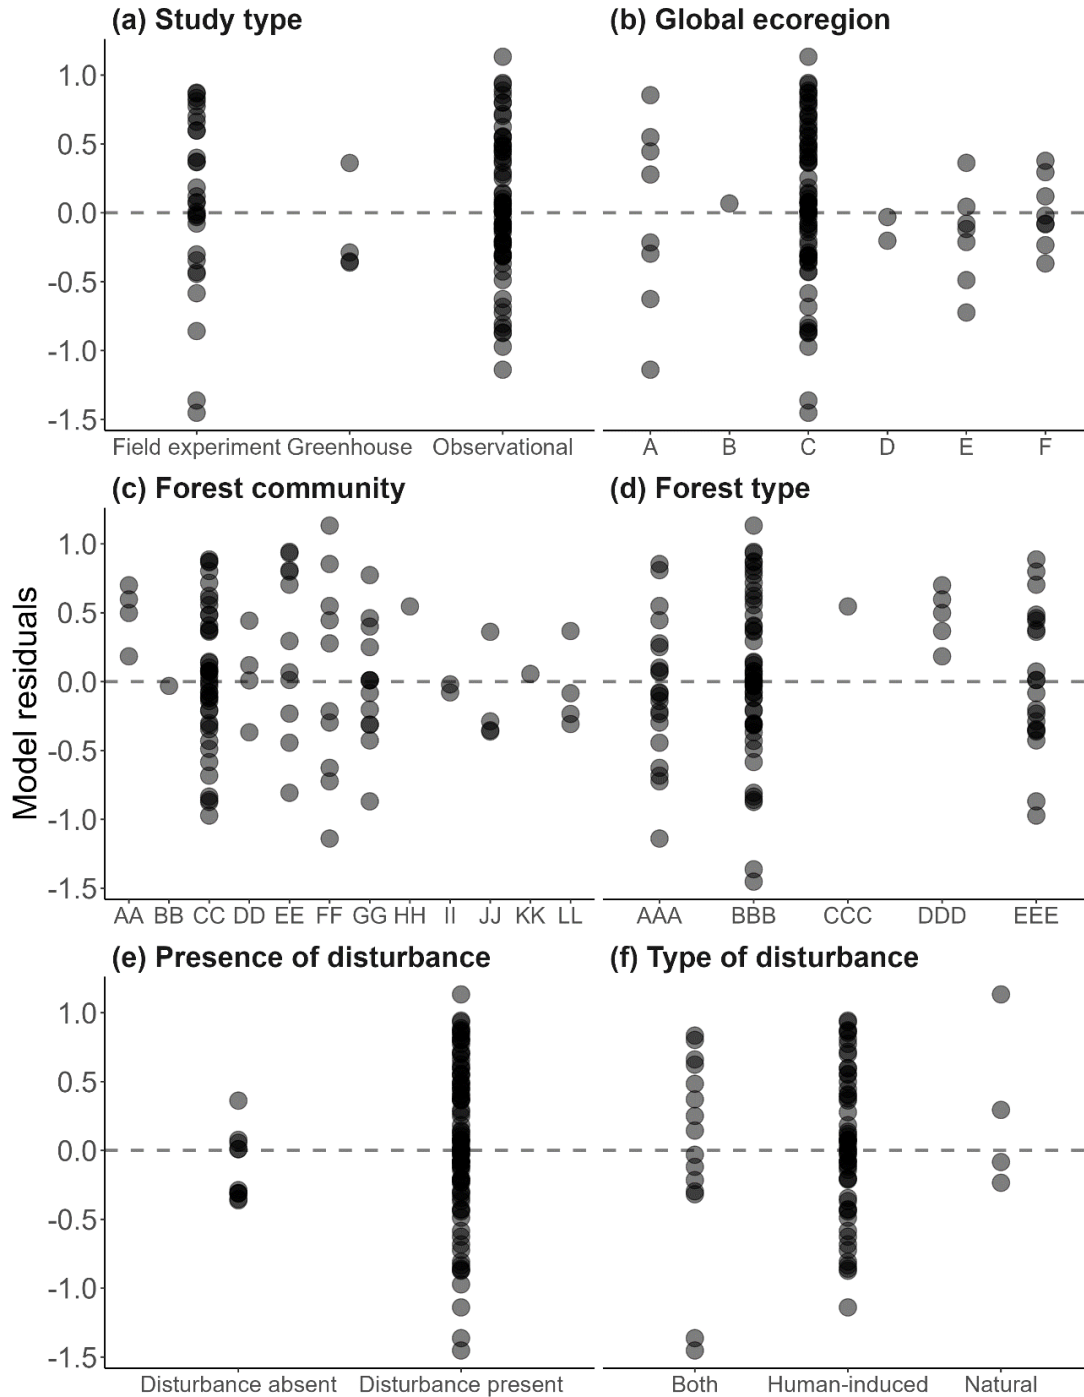 (a) Study type
(b) Global ecoregion
1.0
0.5
0.0
-0.5
-1.0
-1.5
Field experiment Greenhouse Observational
A B C D E F
(c) Forest community
(d) Forest type
Model residuals
1.0
0.5
0.0
-0.5
-1.0
-1.5
AA BB CC DD EE FF GG HH II JJ KK LL
AAA BBB CCC DDD EEE
(e) Presence of disturbance
(f) Type of disturbance
1.0
0.5
0.0
-0.5
-1.0
-1.5
Disturbance absent Disturbance present
Both Human-induced Natural